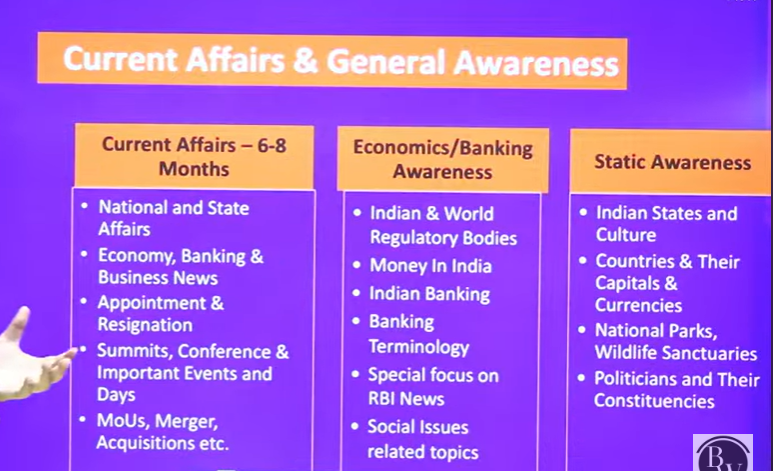 Current Affairs & General Awareness
Current Affairs – 6-8
Months
• National and State
Affairs
• Economy, Banking &
Business News
• Appointment &
Resignation
• Summits, Conference &
Important Events and
Days
• MoUs, Merger,
Acquisitions etc.
Economics/Banking
Awareness
• Indian & World
Regulatory Bodies
• Money In India
• Indian Banking
• Banking
Terminology
• Special focus on
RBI News
• Social Issues
related topics
Static Awareness
• Indian States and
Culture
• Countries & Their
Capitals &
Currencies
• National Parks,
Wildlife Sanctuaries
• Politicians and Their
Constituencies
BV